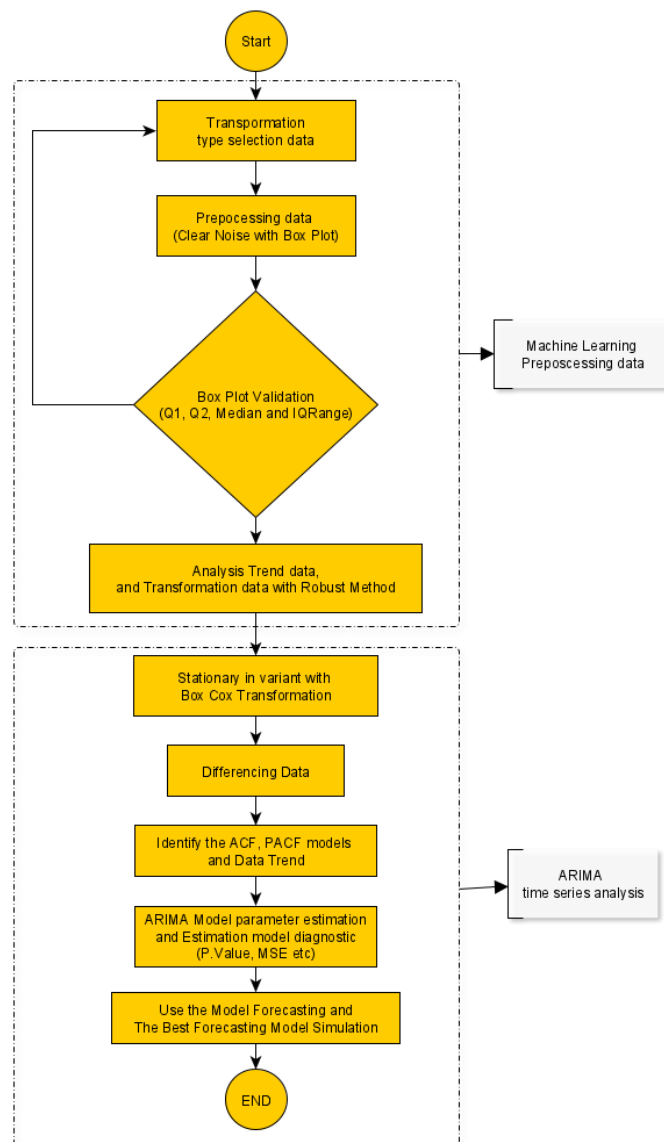 Start
Transpormation
type selection data
Prepocessing data
(Clear Noise with Box Plot)
Box Plot Validation
(Q1, Q2, Median and IQRange)
Machine Learning
Preposcessing data
Analysis Trend data,
and Transformation data with Robust Method
Stationary in variant with
Box Cox Transformation
Differencing Data
Identify the ACF, PACF models
and Data Trend
ARIMA
time series analysis
ARIMA Model parameter estimation
and Estimation model diagnostic
(P.Value, MSE etc)
Use the Model Forecasting and
The Best Forecasting Model Simulation
END